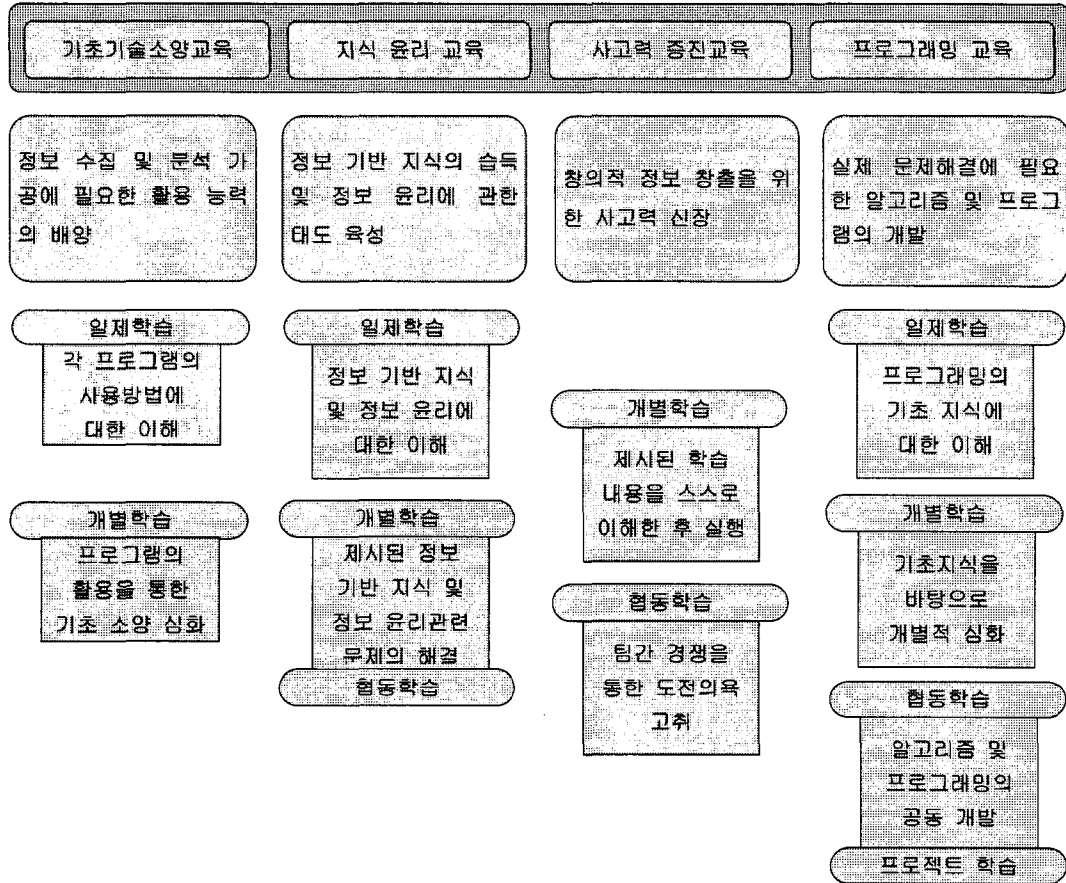 기초기술소양교육
지식 윤리 교육
사고력 증진교육
프로그래밍 교육
정보 수집 및 분석 가
공에 필요한 활용 능력
의 배양
정보 기반 지식의 습득
및 정보 윤리에 관한
태도 육성
창의적 정보 창출을 위
한 사고력 신장
실제 문제해결에 필요
한 알고리즘 및 프로그
램의 개발
일제학습
각 프로그램의
사용방법에
대한 이해
개별학습
프로그램의
활용을 통한
기초 소양 심화
일제학습
정보 기반 지식
및 정보 윤리에
대한 이해
개별학습
제시된 정보
기반 지식 및
정보 윤리관련
문제의 해결
협동학습
개별학습
제시된 학습
내용을 스스로
이해한 후 실행
협동학습
팀간 경쟁을
통한 도전의욕
고취
일제학습
프로그래밍의
기초 지식에
대한 이해
개별학습
기초지식을
바탕으로
개별적 심화
협동학습
알고리즘 및
프로그래밍의
공동 개발
프로젝트 학습